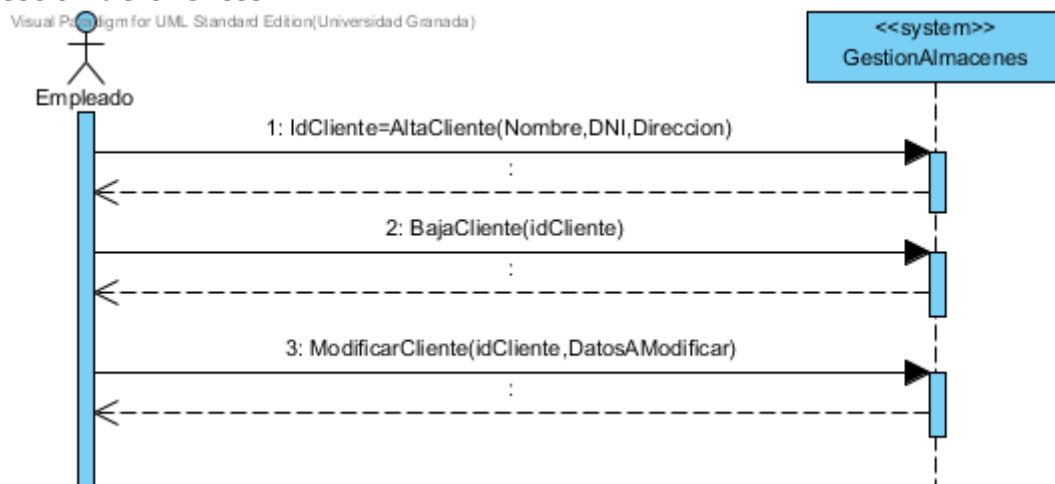 Visual Paradigm for UML Standard Edition(Universidad Granada)
<<system>>
GestionAlmacenes
Empleado
1: IdCliente=AltaCliente(Nombre,DNI,Direccion)
:
2: BajaCliente(idCliente)
:
3: ModificarCliente(idCliente,DatosAModificar)
: